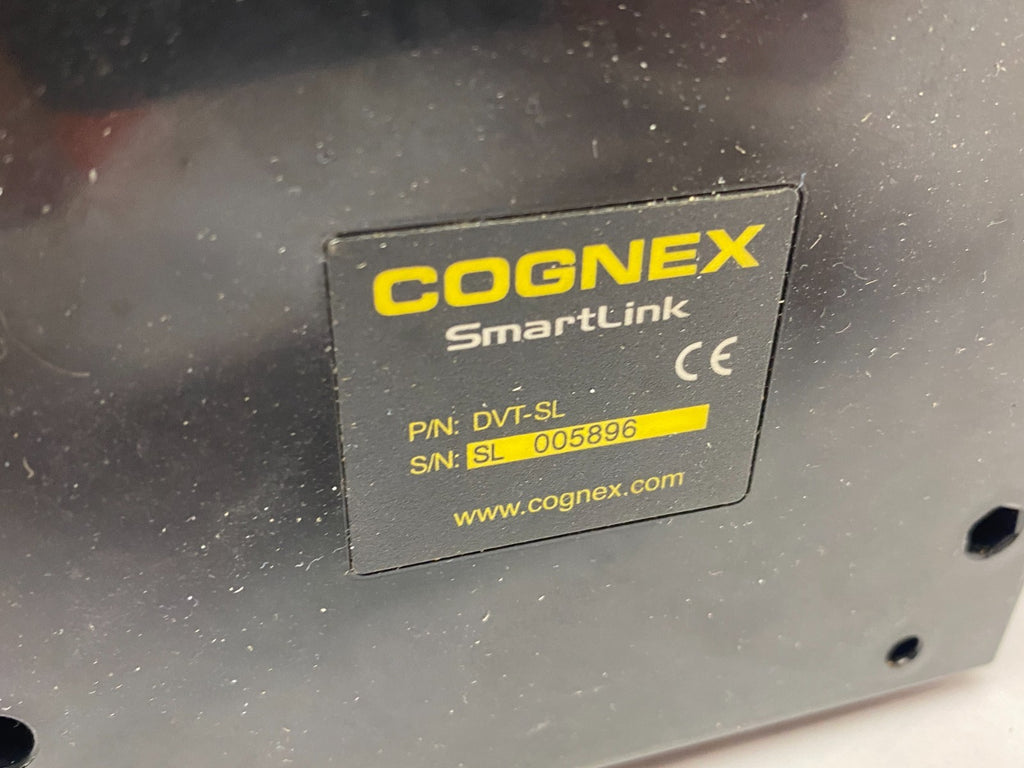 COGNEX
SmartLink
CE
P/N: DVT-SL
S/N: SL 005896
www.cognex.com